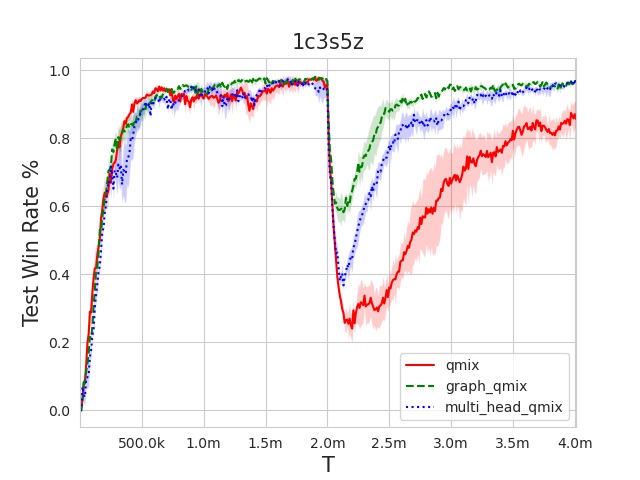 1c3s5z
Test Win Rate %
1.0
0.8
0.6
0.4
0.2
0.0
qmix
graph_qmix
multi_head_qmix
500.0k 1.0m 1.5m 2.0m 2.5m 3.0m 3.5m 4.0m
T